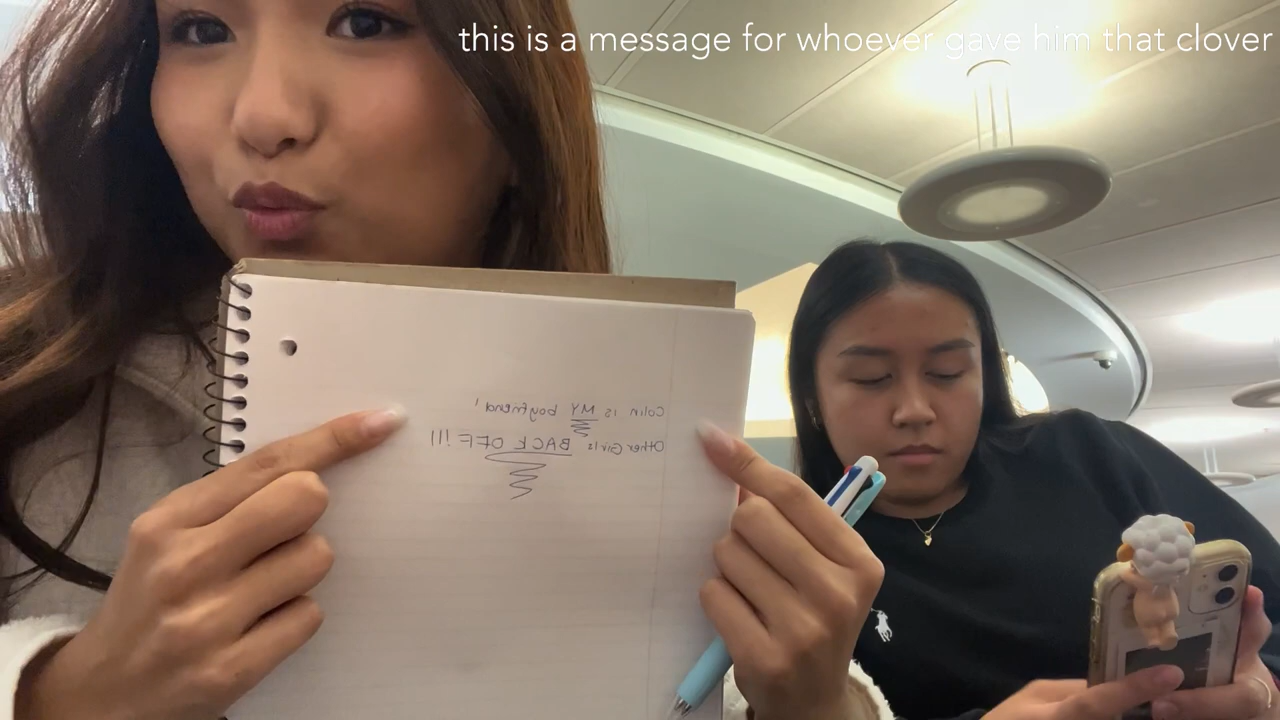 this is a message for whoever gave him that clover
Colin is MY boyfriend!
Other Girls BACK OFF!!!